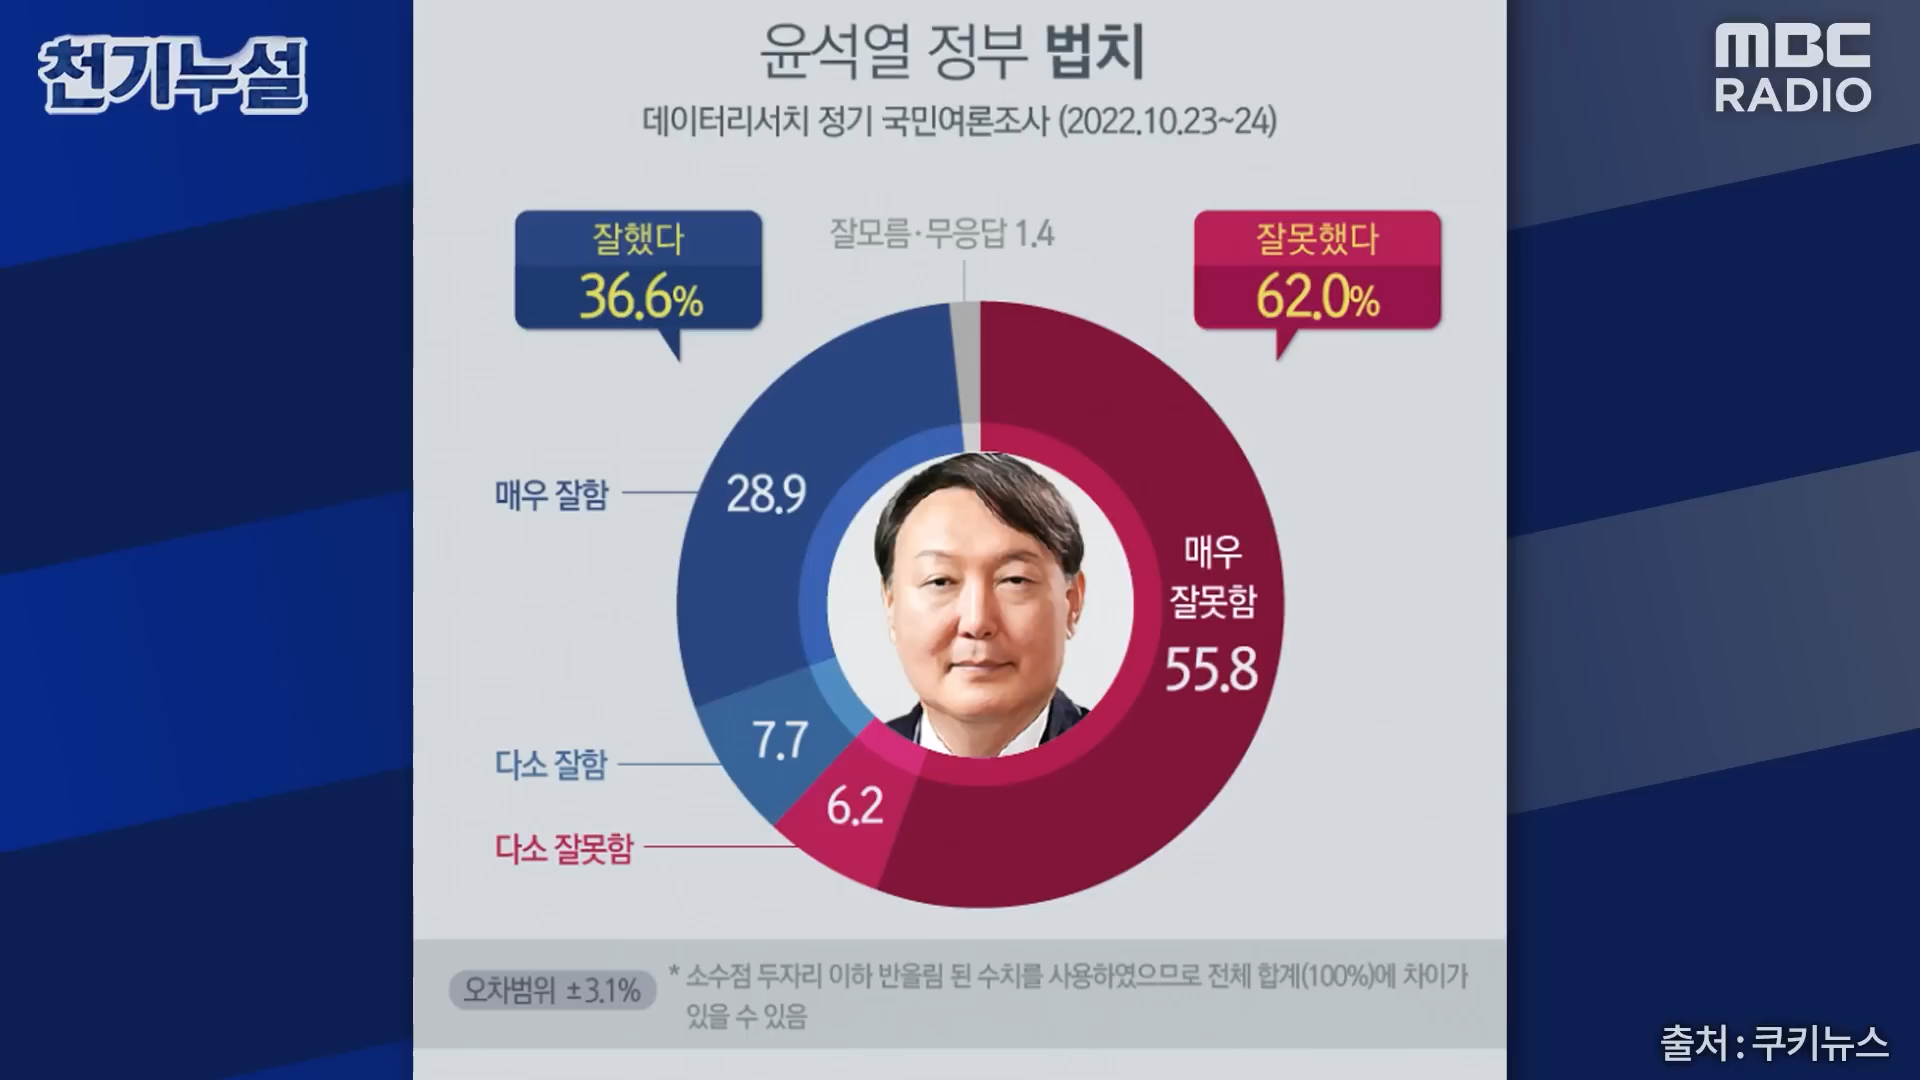 천기누설
MBC
RADIO
윤석열 정부 법치
데이터리서치 정기 국민여론조사 (2022.10.23~24)
잘했다
36.6%
잘모름·무응답 1.4
잘못했다
62.0%
매우 잘함
28.9
매우
잘못함
55.8
다소 잘함
7.7
다소 잘못함
6.2
오차범위 ±3.1%
* 소수점 두자리 이하 반올림 된 수치를 사용하였으므로 전체 합계(100%)에 차이가
있을 수 있음
출처 : 쿠키뉴스